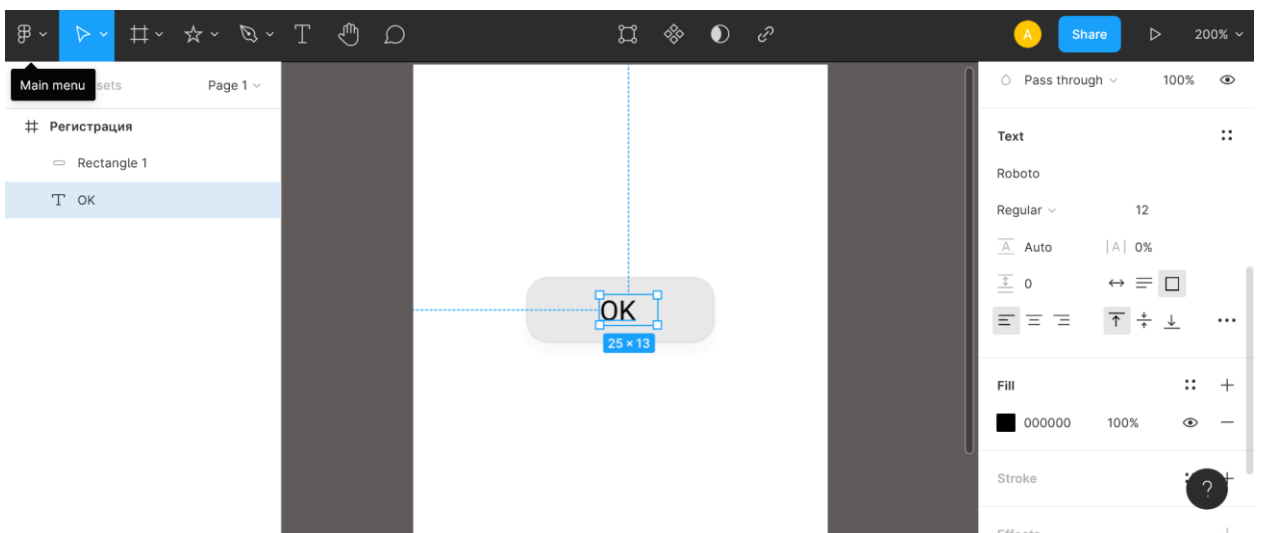 Share
200%
Main menu
sets
Page 1
Pass through
100%
Регистрация
Rectangle 1
OK
Text
Roboto
Regular
12
A
Auto
|A|
0%
0
OK
25 × 13
Fill
000000
100%
Stroke
?
Effects